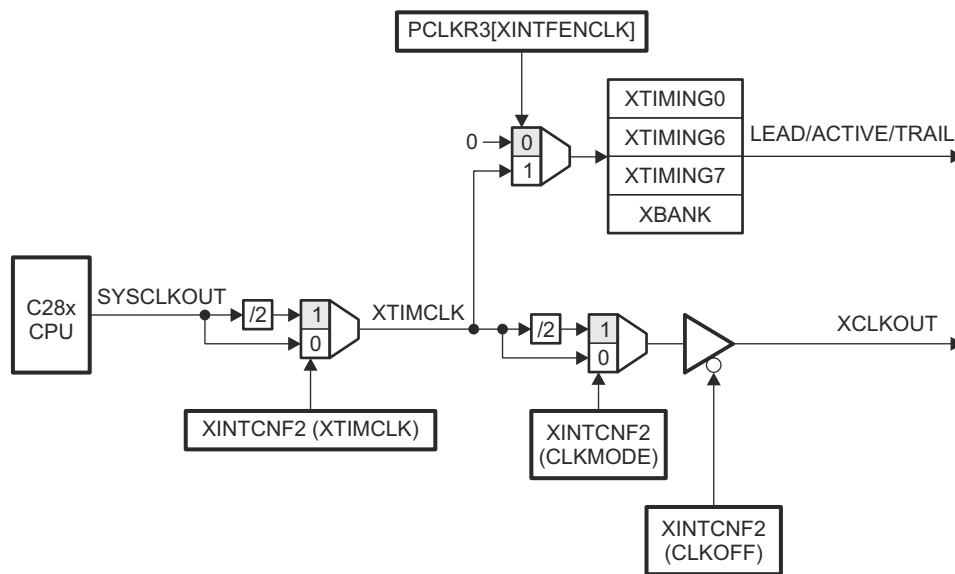 PCLKR3[XINTFENCLK]
0
0
1
XTIMING0
XTIMING6
XTIMING7
XBANK
LEAD/ACTIVE/TRAIL
C28x
CPU
SYSCLKOUT
/2
1
0
XTIMCLK
/2
1
0
XCLKOUT
XINTCNF2 (XTIMCLK)
XINTCNF2
(CLKMODE)
XINTCNF2
(CLKOFF)